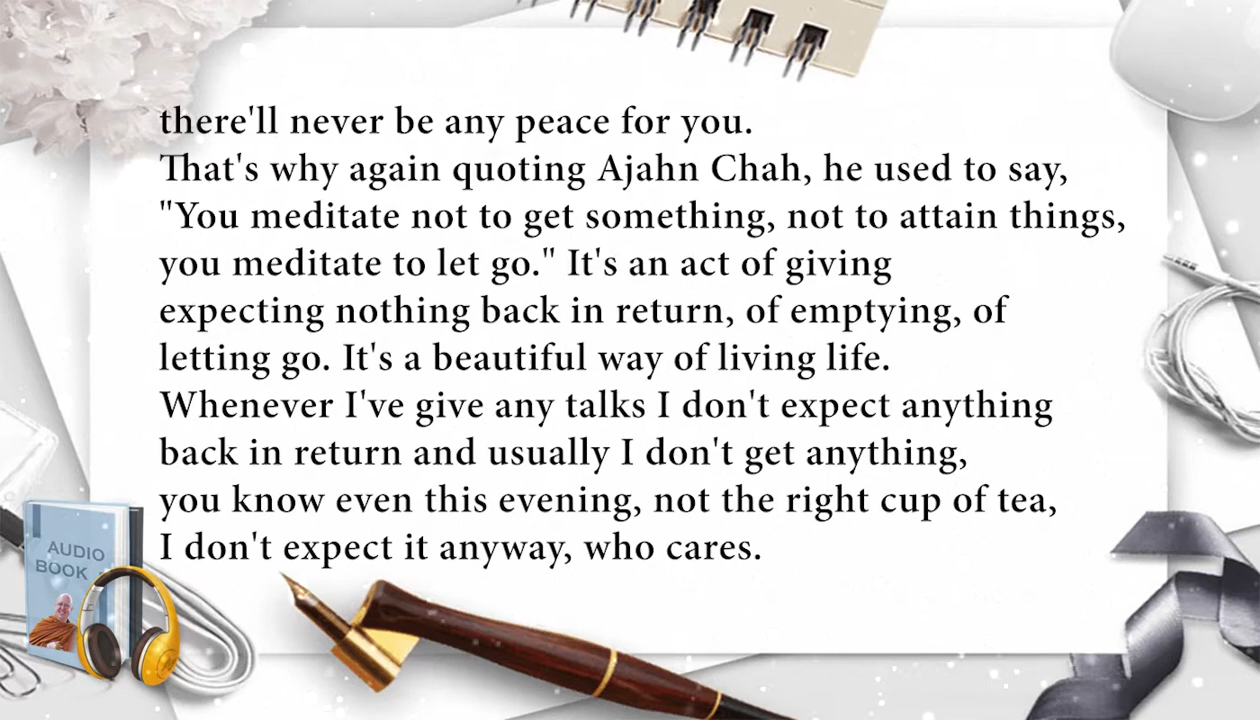 there'll never be any peace for you.
That's why again quoting Ajahn Chah, he used to say,
"You meditate not to get something, not to attain things,
you meditate to let go." It's an act of giving
expecting nothing back in return, of emptying, of
letting go. It's a beautiful way of living life.
Whenever I've give any talks I don't expect anything
back in return and usually I don't get anything,
you know even this evening, not the right cup of tea,
I don't expect it anyway, who cares.
AUDIO
BOOK